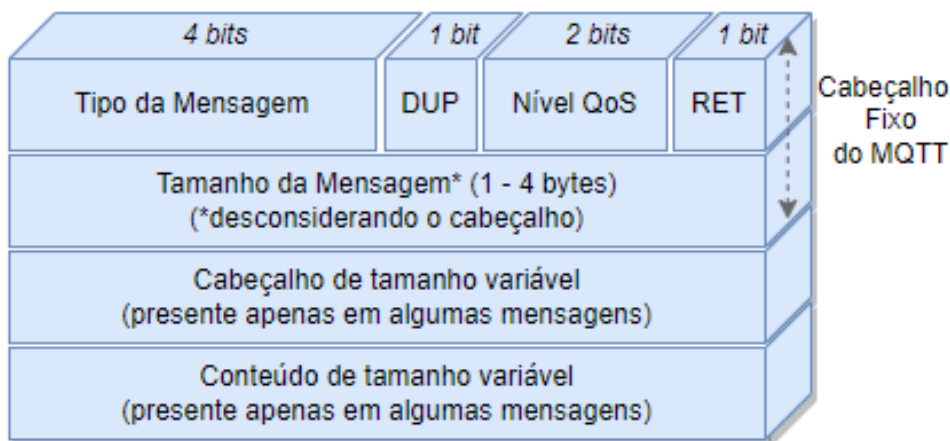 4 bits
1 bit
2 bits
1 bit
Tipo da Mensagem
DUP
Nível QoS
RET
Cabeçalho
Fixo
do MQTT
Tamanho da Mensagem* (1 - 4 bytes)
(*desconsiderando o cabeçalho)
Cabeçalho de tamanho variável
(presente apenas em algumas mensagens)
Conteúdo de tamanho variável
(presente apenas em algumas mensagens)